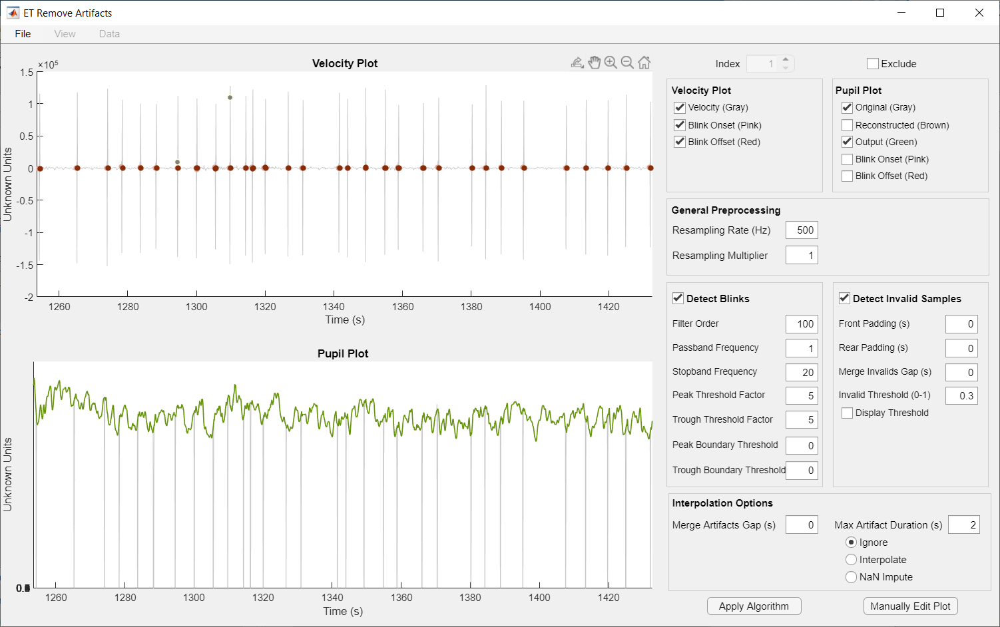 ET Remove Artifacts
File View Data
Velocity Plot
×10⁵
1.5
1
0.5
0
-0.5
-1
-1.5
-2
Unknown Units
1260 1280 1300 1320 1340 1360 1380 1400 1420
Time (s)
Pupil Plot
Unknown Units
1260 1280 1300 1320 1340 1360 1380 1400 1420
Time (s)
Index 1 Exclude
Velocity Plot
Velocity (Gray)
Blink Onset (Pink)
Blink Offset (Red)
Pupil Plot
Original (Gray)
Reconstructed (Brown)
Output (Green)
Blink Onset (Pink)
Blink Offset (Red)
General Preprocessing
Resampling Rate (Hz) 500
Resampling Multiplier 1
Detect Blinks
Filter Order 100
Passband Frequency 1
Stopband Frequency 20
Peak Threshold Factor 5
Trough Threshold Factor 5
Peak Boundary Threshold 0
Trough Boundary Threshold 0
Detect Invalid Samples
Front Padding (s) 0
Rear Padding (s) 0
Merge Invalids Gap (s) 0
Invalid Threshold (0-1) 0.3
Display Threshold
Interpolation Options
Merge Artifacts Gap (s) 0
Max Artifact Duration (s) 2
Ignore
Interpolate
NaN Impute
Apply Algorithm
Manually Edit Plot